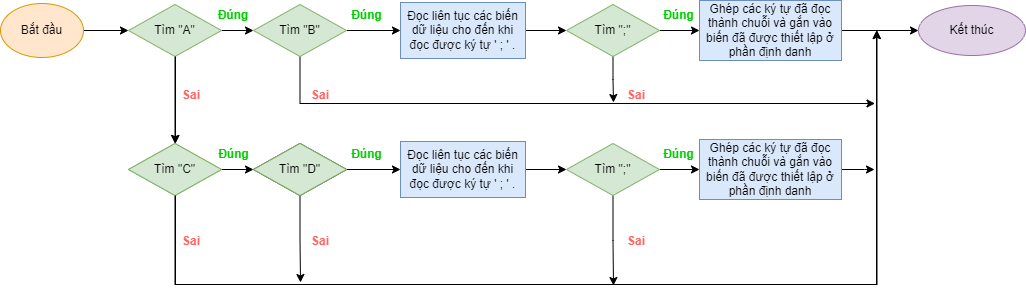 Bắt đầu
Tìm "A"
Đúng
Tìm "B"
Đúng
Đọc liên tục các biến
dữ liệu cho đến khi
đọc được ký tự ' ; ' .
Tìm ";"
Đúng
Ghép các ký tự đã đọc
thành chuỗi và gắn vào
biến đã được thiết lập ở
phần định danh
Kết thúc
Sai
Sai
Sai
Tìm "C"
Đúng
Tìm "D"
Đúng
Đọc liên tục các biến
dữ liệu cho đến khi
đọc được ký tự ' ; ' .
Tìm ";"
Đúng
Ghép các ký tự đã đọc
thành chuỗi và gắn vào
biến đã được thiết lập ở
phần định danh
Sai
Sai
Sai